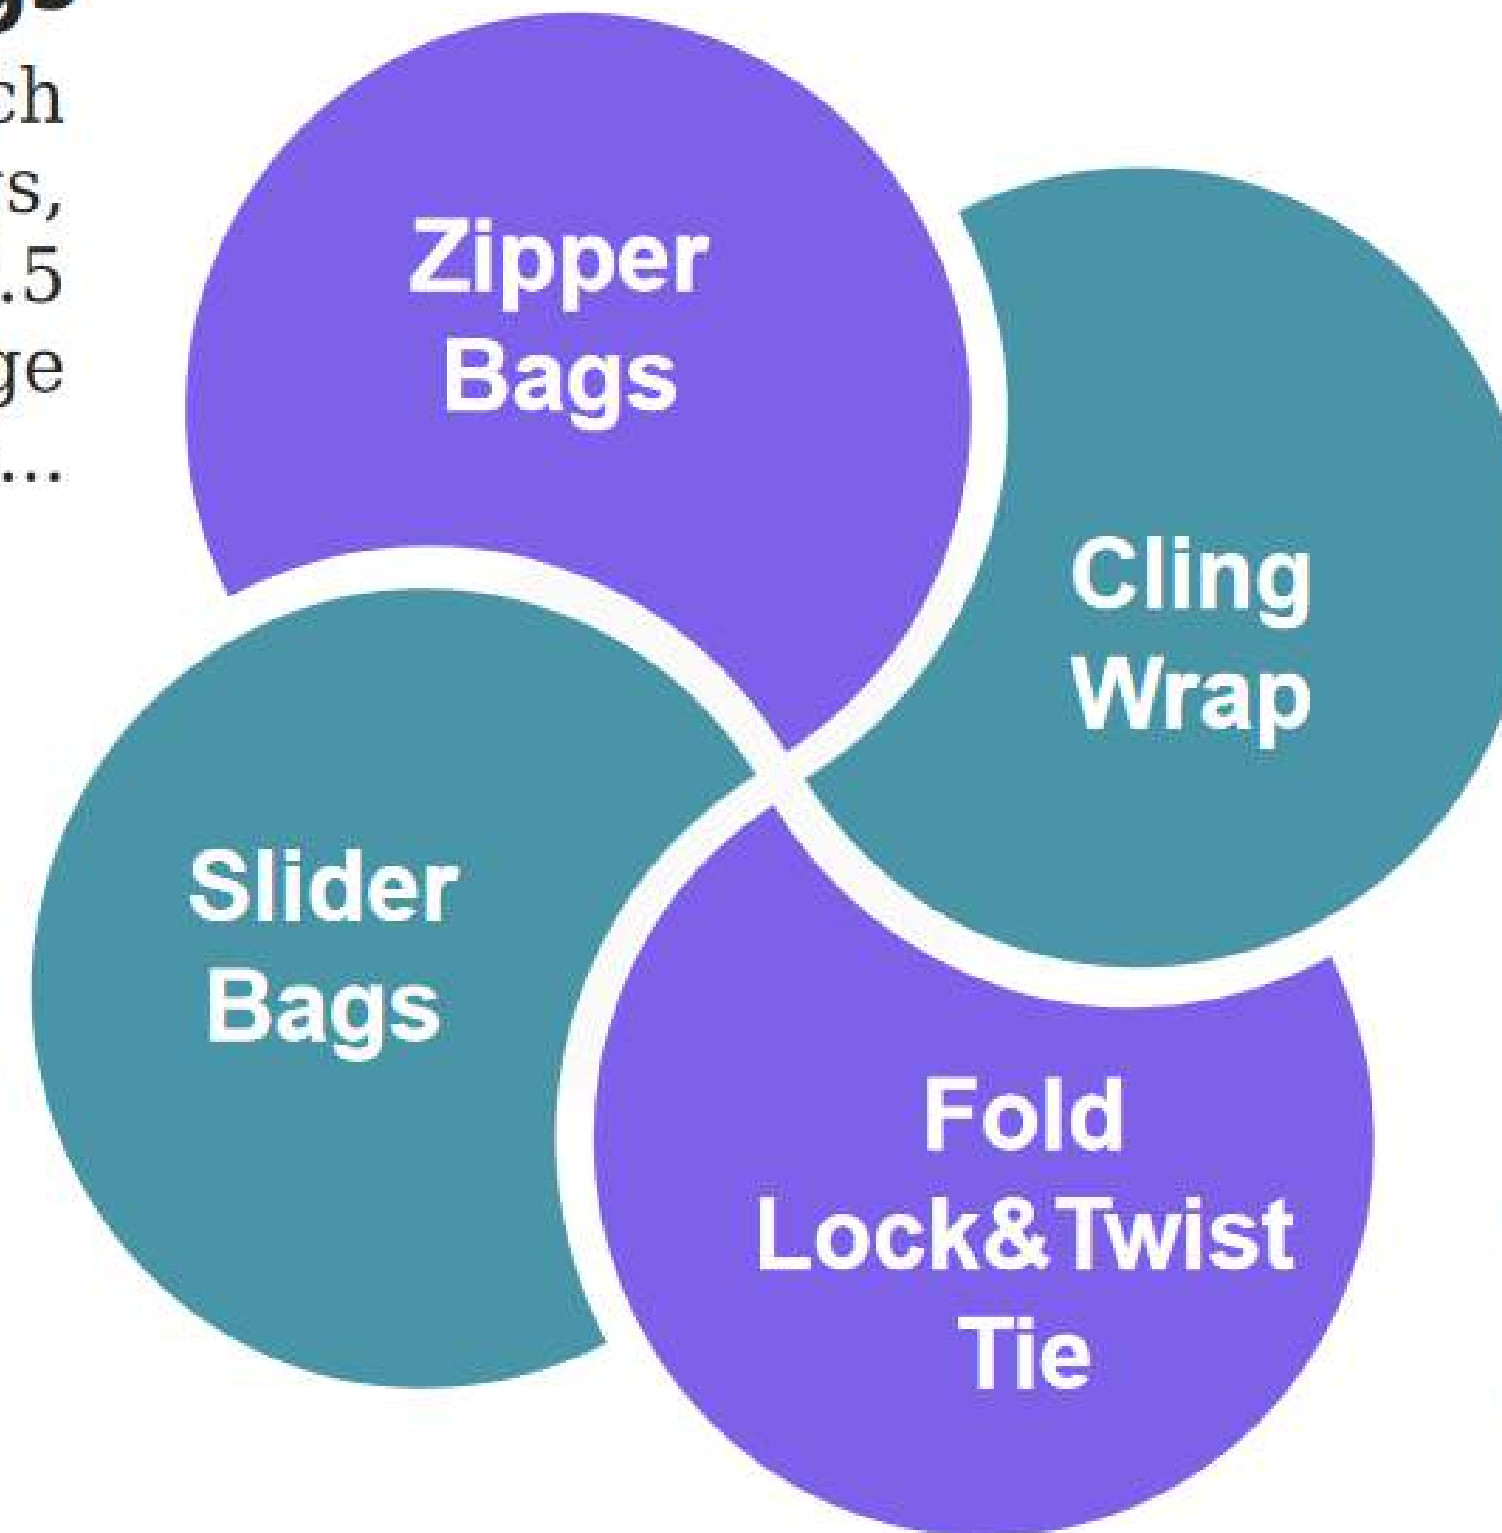 ch
s,
.5
ge
...
Zipper
Bags
Cling
Wrap
Slider
Bags
Fold
Lock&Twist
Tie